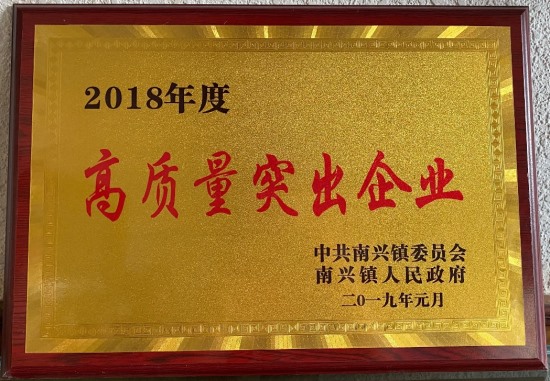 2018年度
高质量突出企业
中共南兴镇委员会
南兴镇人民政府
二○一九年元月